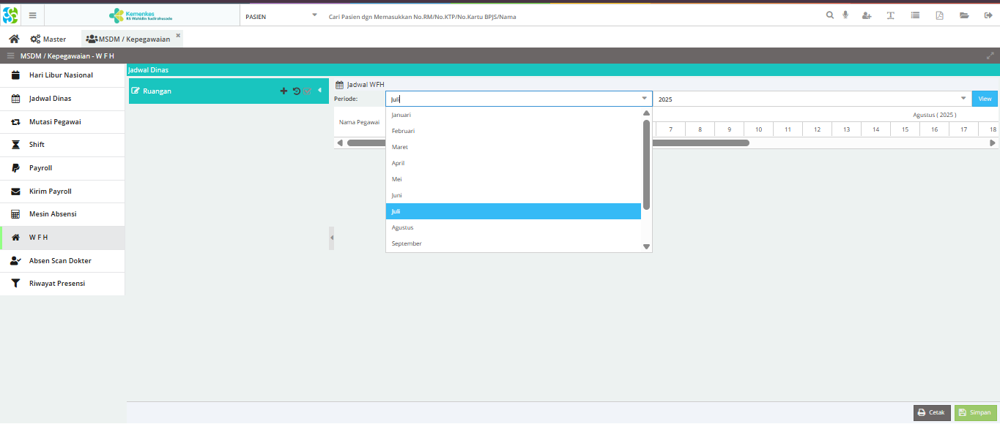 Kemenkes
RS Wahidin Sudirohusodo
PASIEN
Cari Pasien dgn Memasukkan No.RM/No.KTP/No.Kartu BPJS/Nama
Master
MSDM / Kepegawaian
MSDM / Kepegawaian - W F H
Hari Libur Nasional
Jadwal Dinas
Mutasi Pegawai
Shift
Payroll
Kirim Payroll
Mesin Absensi
W F H
Absen Scan Dokter
Riwayat Presensi
Jadwal Dinas
Ruangan
Jadwal WFH
Periode:
Juli
2025
View
Nama Pegawai
Agustus ( 2025 )
7 8 9 10 11 12 13 14 15 16 17 18
Januari
Februari
Maret
April
Mei
Juni
Juli
Agustus
September
Cetak
Simpan